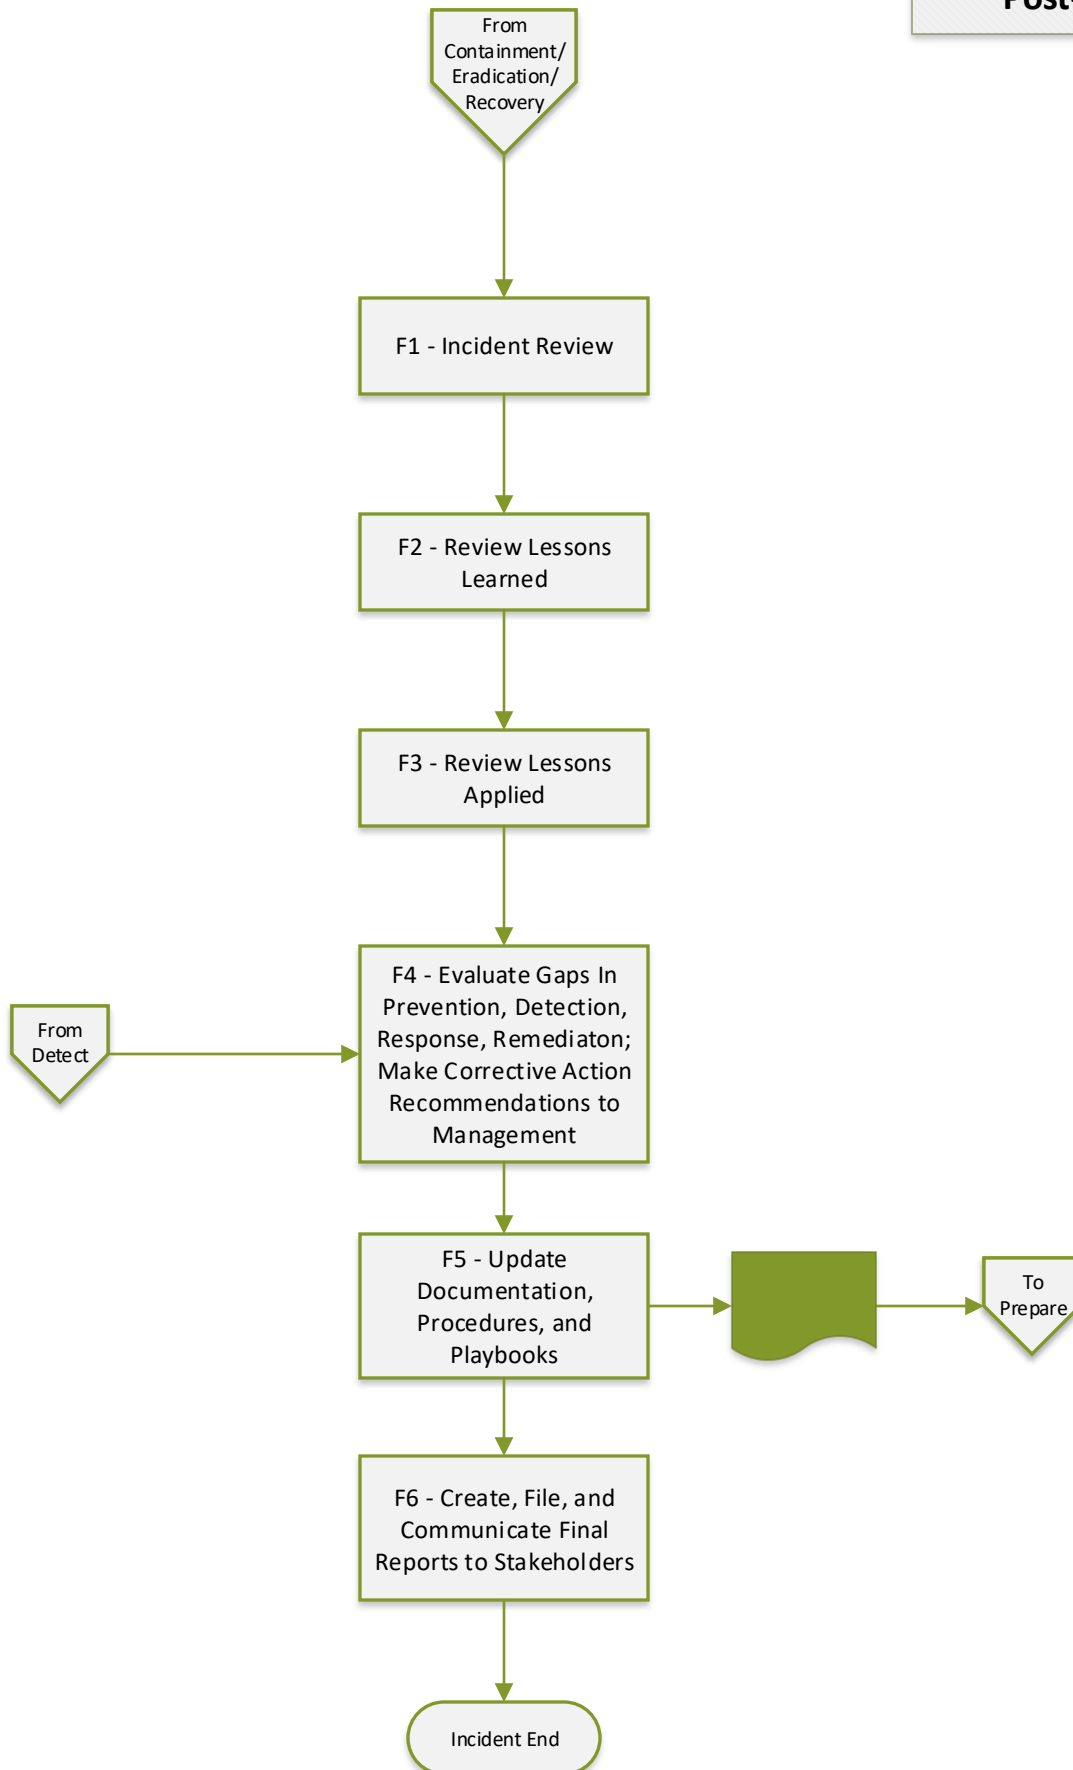 Post-
From
Containment/
Eradication/
Recovery
F1 - Incident Review
F2 - Review Lessons
Learned
F3 - Review Lessons
Applied
F4 - Evaluate Gaps In
Prevention, Detection,
Response, Remediaton;
Make Corrective Action
Recommendations to
Management
From
Detect
F5 - Update
Documentation,
Procedures, and
Playbooks
To
Prepare
F6 - Create, File, and
Communicate Final
Reports to Stakeholders
Incident End